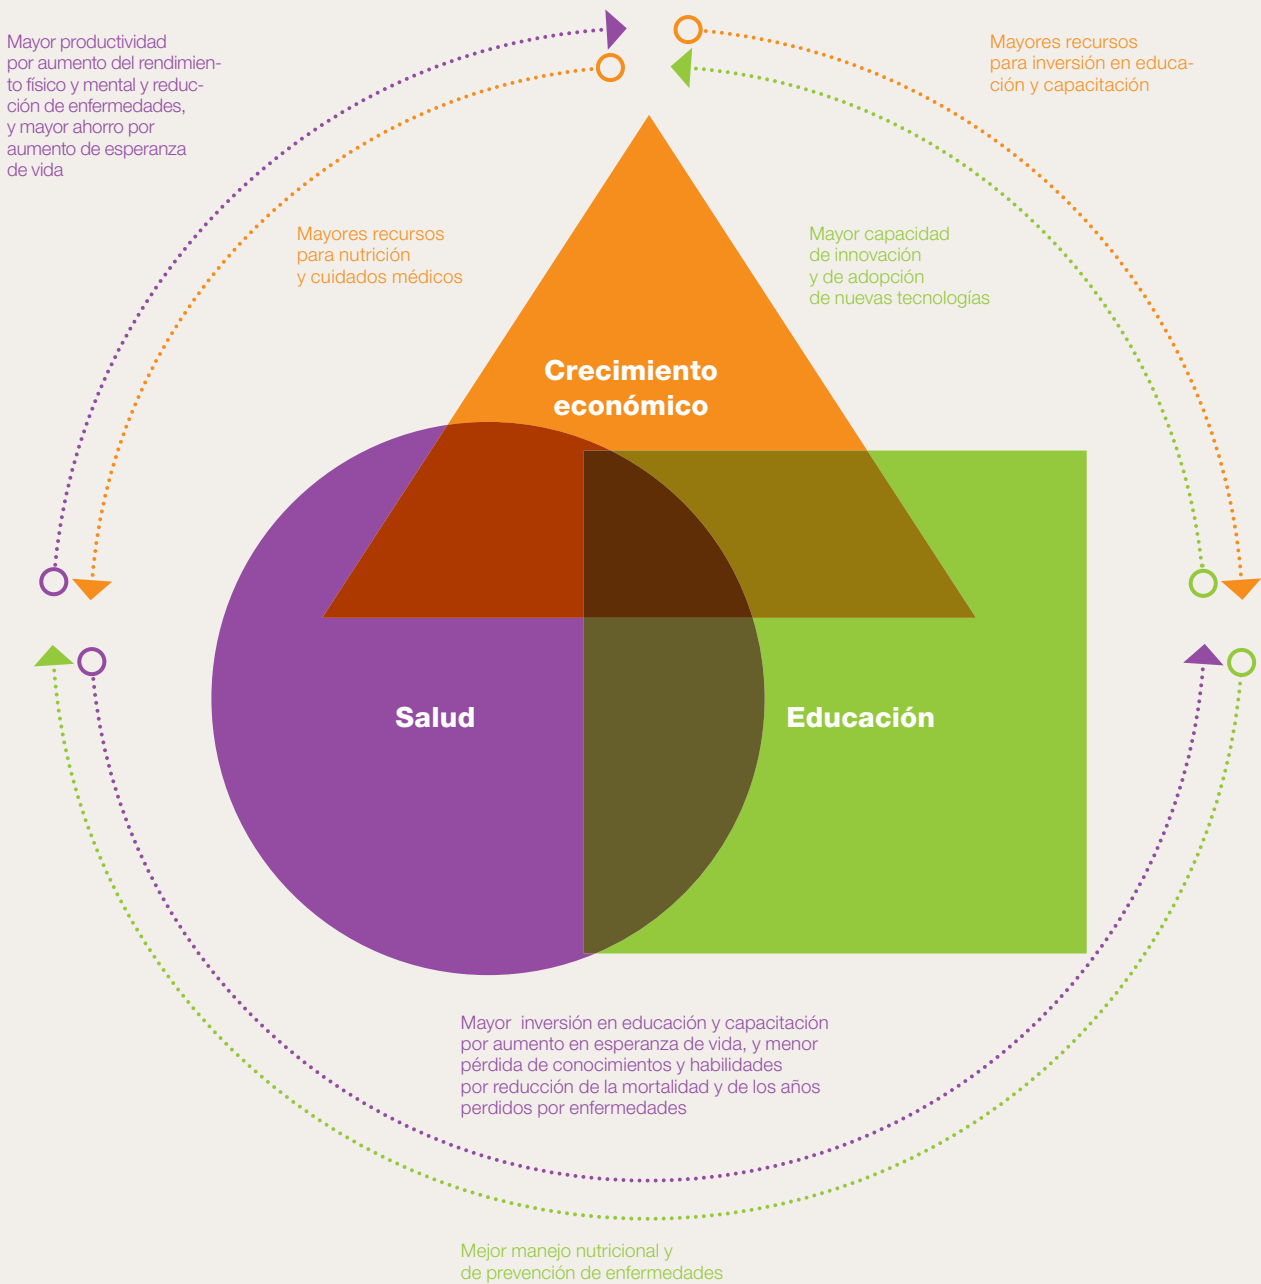 Mayor productividad
por aumento del rendimien-
to físico y mental y reduc-
ción de enfermedades,
y mayor ahorro por
aumento de esperanza
de vida
Mayores recursos
para inversión en educa-
ción y capacitación
Mayores recursos
para nutrición
y cuidados médicos
Mayor capacidad
de innovación
y de adopción
de nuevas tecnologías
Crecimiento
económico
Salud
Educación
Mayor inversión en educación y capacitación
por aumento en esperanza de vida, y menor
pérdida de conocimientos y habilidades
por reducción de la mortalidad y de los años
perdidos por enfermedades
Mejor manejo nutricional y
de prevención de enfermedades